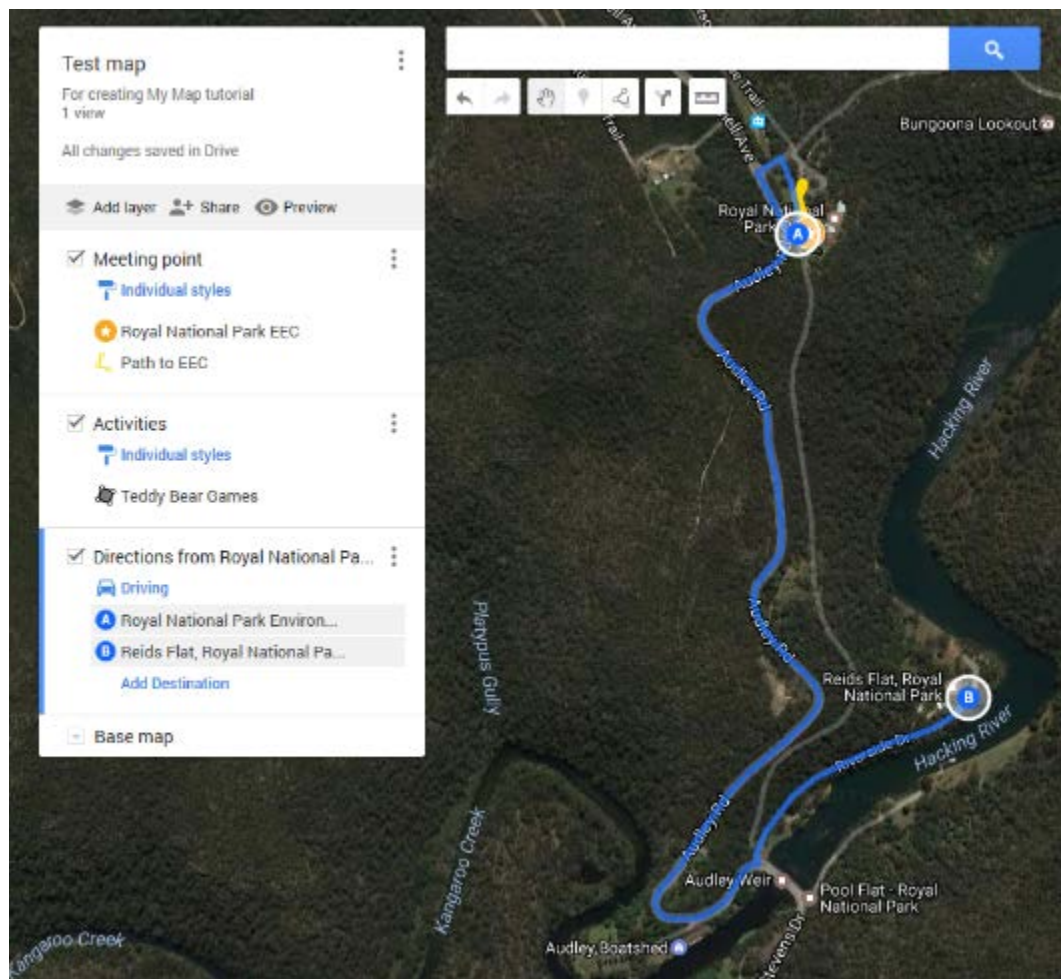 Test map
For creating My Map tutorial
1 view
All changes saved in Drive
Add layer
Share
Preview
Meeting point
Individual styles
Royal National Park EEC
Path to EEC
Activities
Individual styles
Teddy Bear Games
Directions from Royal National Pa...
Driving
A
Royal National Park Environ...
B
Reids Flat, Royal National Pa...
Add Destination
Base map
Trail
Trail
Bungoona Lookout
Royal National
Park
A
Audley Rd
Audley Rd
Hacking River
Audley Rd
Platypus Gully
Reids Flat, Royal
National Park
B
Riverside Dr
Hacking River
Audley Rd
Kangaroo Creek
Audley Weir
Pool Flat - Royal
National Park
Audley Boatshed
Kangaroo Creek